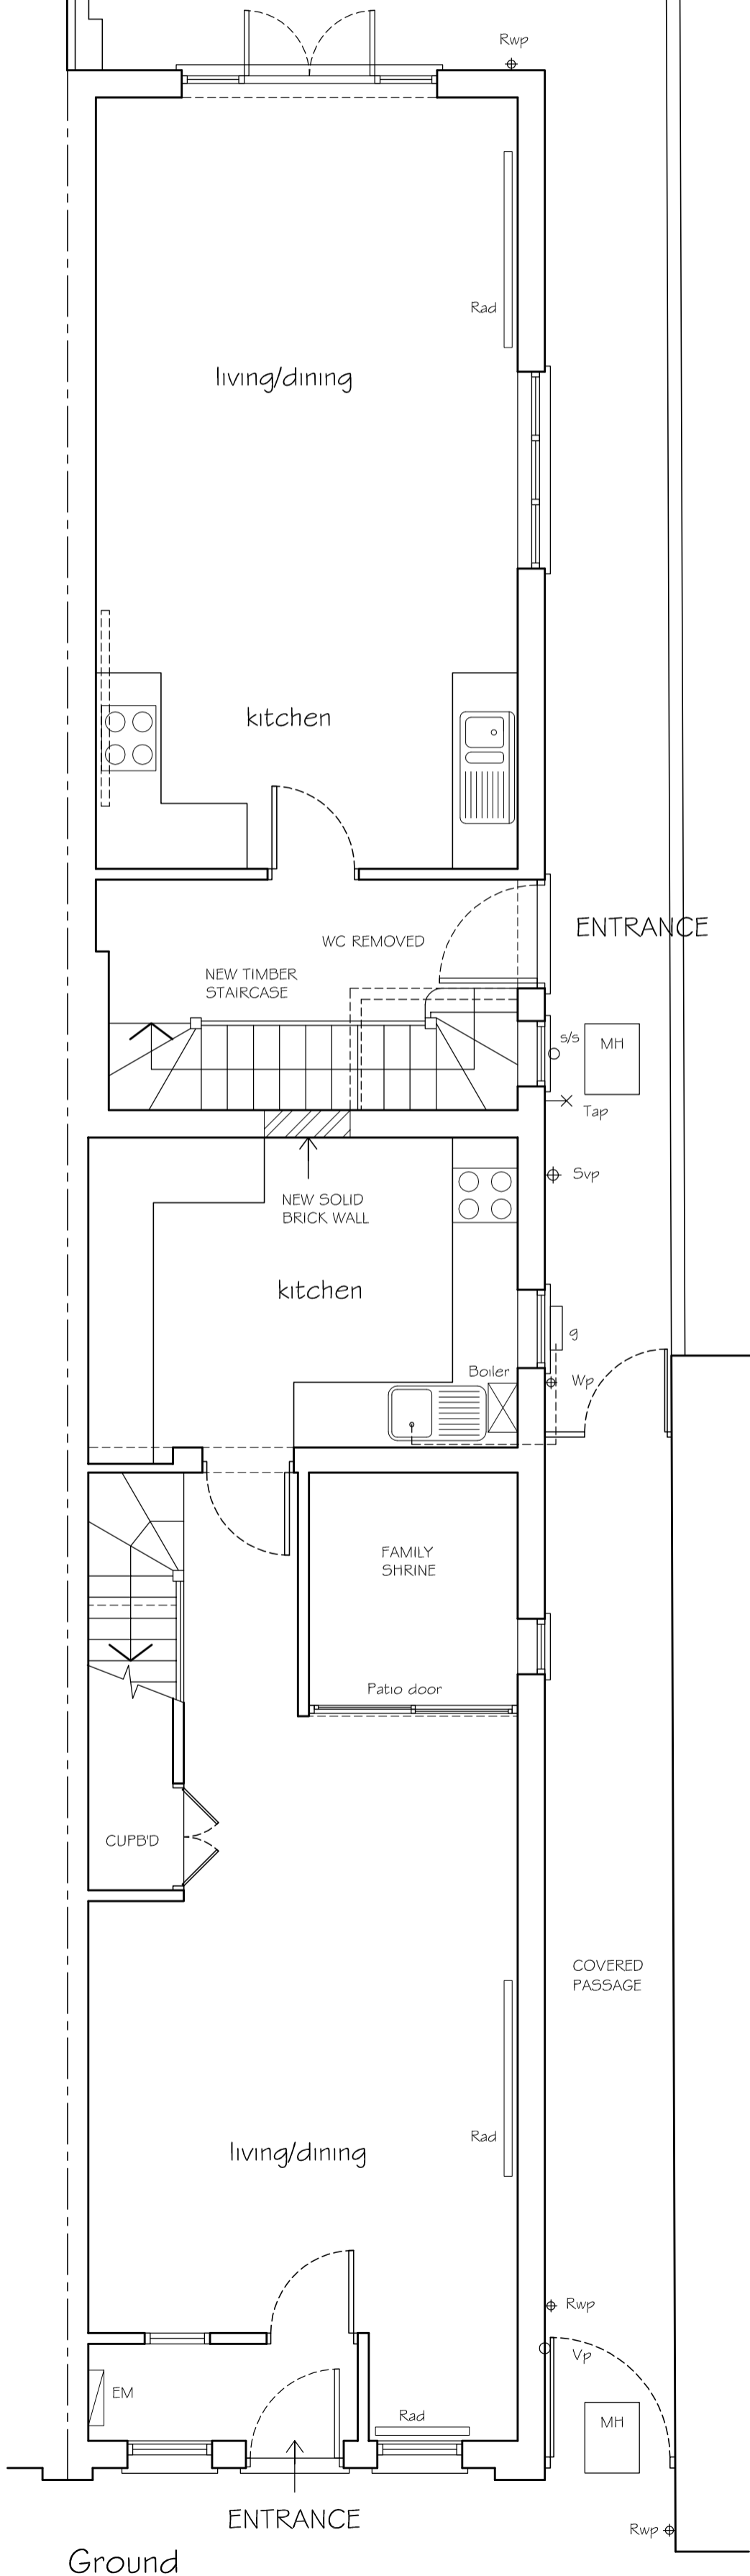 Rwp
Rad
living/dining
kitchen
ENTRANCE
WC REMOVED
NEW TIMBER
STAIRCASE
s/s
MH
Tap
Svp
NEW SOLID
BRICK WALL
kitchen
g
Boiler
Wp
FAMILY
SHRINE
Patio door
CUPB'D
COVERED
PASSAGE
Rad
living/dining
Rwp
Vp
EM
Rad
MH
ENTRANCE
Rwp
Ground